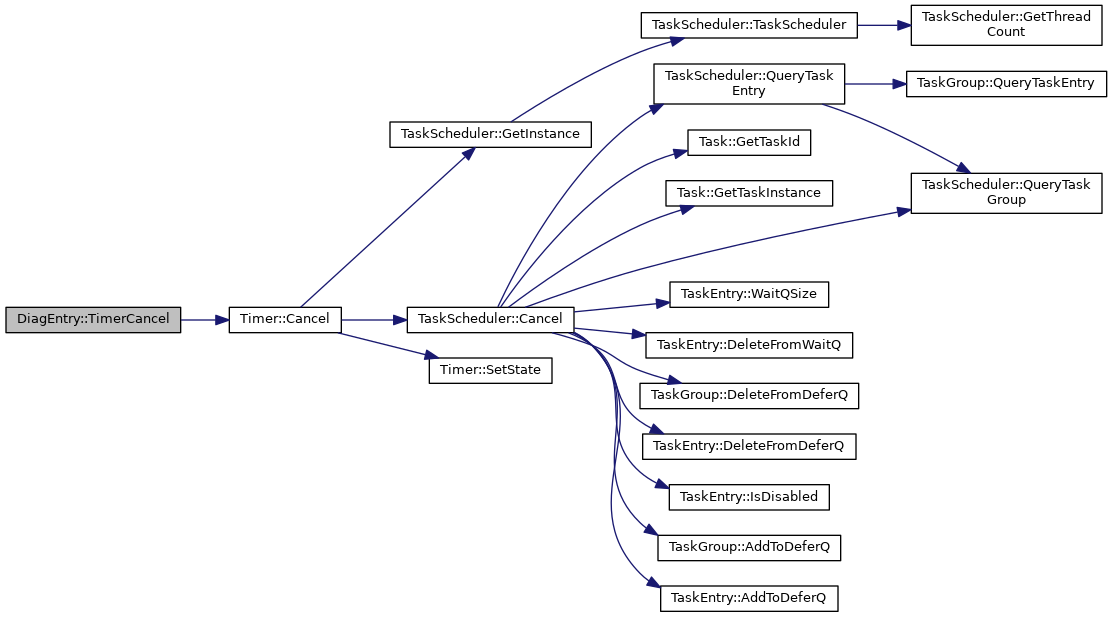 TaskScheduler::TaskScheduler
TaskScheduler::GetThread
Count
TaskScheduler::QueryTask
Entry
TaskGroup::QueryTaskEntry
TaskScheduler::GetInstance
Task::GetTaskId
Task::GetTaskInstance
TaskScheduler::QueryTask
Group
TaskEntry::WaitQSize
DiagEntry::TimerCancel
Timer::Cancel
TaskScheduler::Cancel
TaskEntry::DeleteFromWaitQ
Timer::SetState
TaskGroup::DeleteFromDeferQ
TaskEntry::DeleteFromDeferQ
TaskEntry::IsDisabled
TaskGroup::AddToDeferQ
TaskEntry::AddToDeferQ